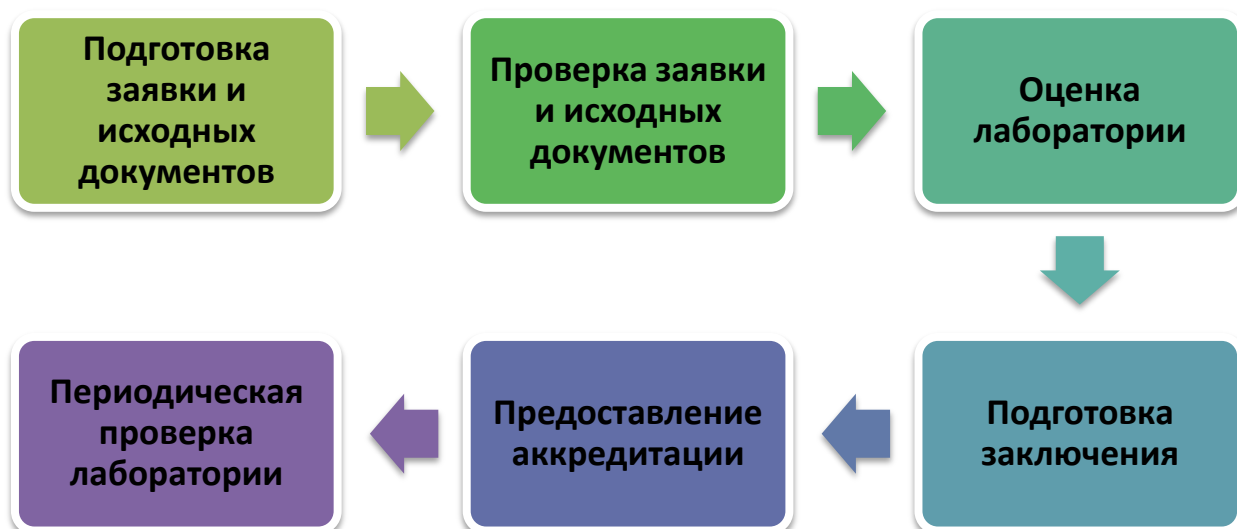 Подготовка
заявки и
исходных
документов
Проверка заявки
и исходных
документов
Оценка
лаборатории
Подготовка
заключения
Предоставление
аккредитации
Периодическая
проверка
лаборатории